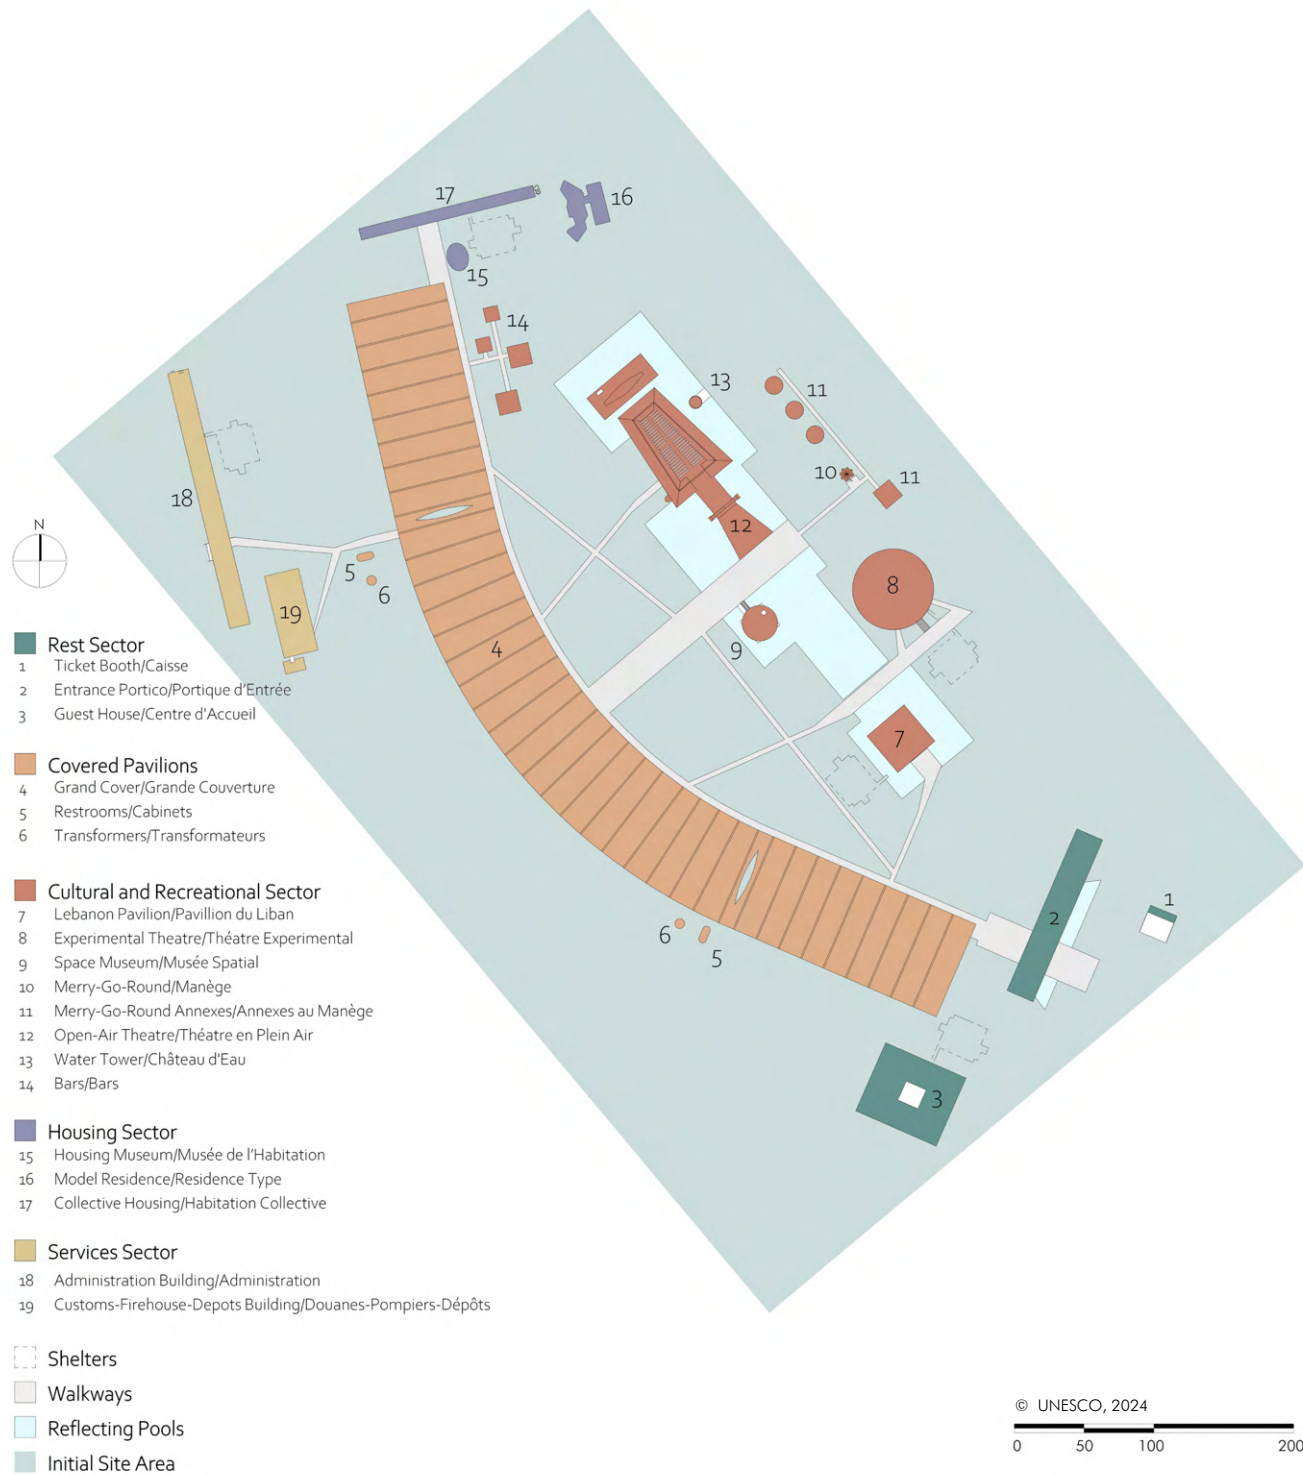 17
16
15
14
13
11
10
11
12
18
8
N
5
6
19
9
4
7
1
2
6
5
3
Rest Sector
1 Ticket Booth/Caisse
2 Entrance Portico/Portique d'Entrée
3 Guest House/Centre d'Accueil
Covered Pavilions
4 Grand Cover/Grande Couverture
5 Restrooms/Cabinets
6 Transformers/Transformateurs
Cultural and Recreational Sector
7 Lebanon Pavilion/Pavillion du Liban
8 Experimental Theatre/Théatre Experimental
9 Space Museum/Musée Spatial
10 Merry-Go-Round/Manège
11 Merry-Go-Round Annexes/Annexes au Manège
12 Open-Air Theatre/Théatre en Plein Air
13 Water Tower/Château d'Eau
14 Bars/Bars
Housing Sector
15 Housing Museum/Musée de l'Habitation
16 Model Residence/Residence Type
17 Collective Housing/Habitation Collective
Services Sector
18 Administration Building/Administration
19 Customs-Firehouse-Depots Building/Douanes-Pompiers-Dépôts
Shelters
Walkways
Reflecting Pools
Initial Site Area
© UNESCO, 2024
0 50 100 200